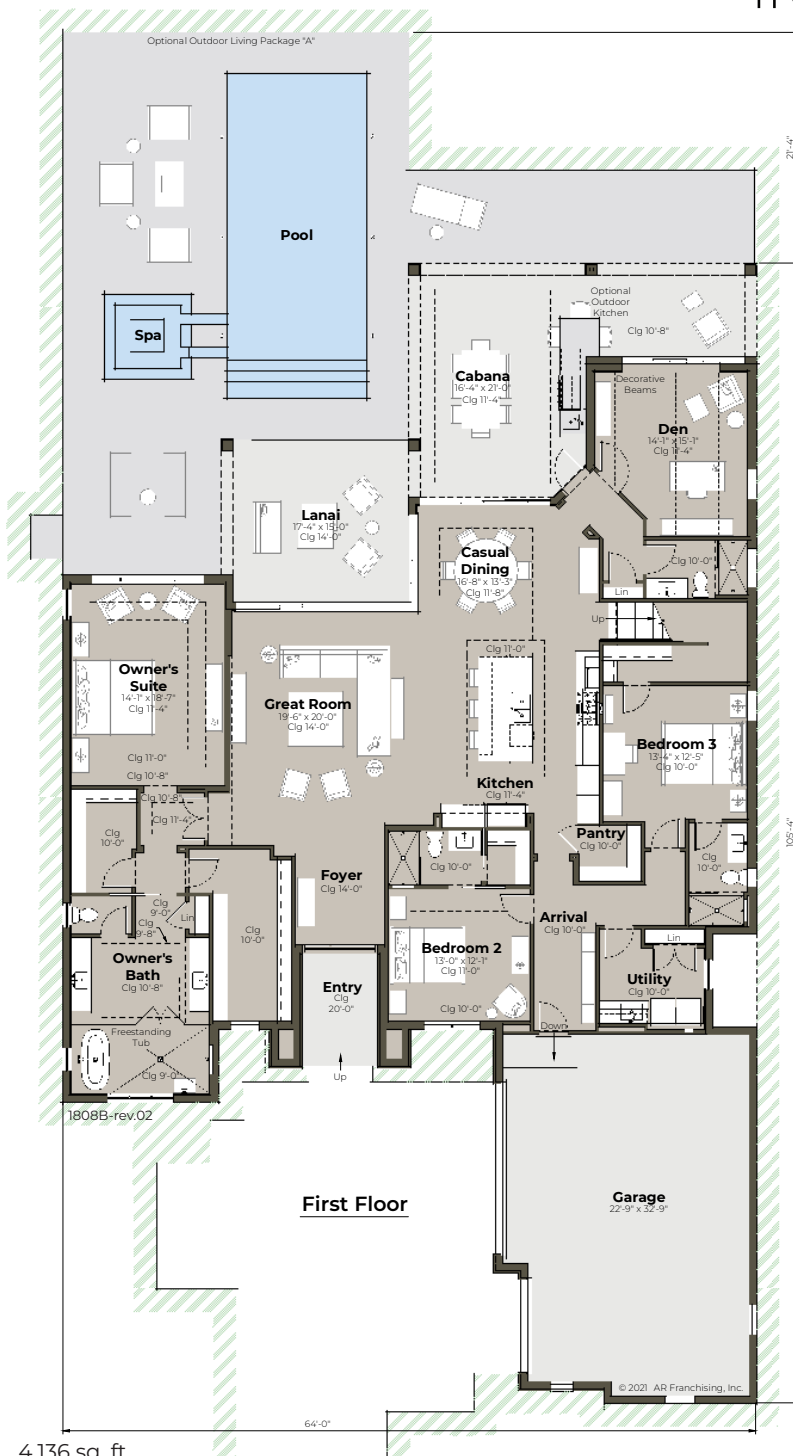 Optional Outdoor Living Package "A"
21'-4"
Pool
Spa
Optional
Outdoor
Kitchen
Clg 10'-8"
Cabana
16'-4" x 21'-0"
Clg 11'-4"
Decorative
Beams
Den
14'-1" x 15'-1"
Clg 11'-4"
Lanai
17'-4" x 15'-0"
Clg 14'-0"
Casual
Dining
16'-8" x 13'-3"
Clg 11'-8"
Clg 10'-0"
Lin
Up
Clg 11'-0"
Owner's
Suite
14'-1" x 18'-7"
Clg 11'-4"
Clg 11'-0"
Clg 10'-8"
Great Room
19'-6" x 20'-0"
Clg 14'-0"
Bedroom 3
13'-4" x 12'-5"
Clg 10'-0"
Kitchen
Clg 11'-4"
Clg 10'-8"
Clg 11'-4"
Clg
10'-0"
Pantry
Clg 10'-0"
105'-4"
Clg 10'-0"
Clg
10'-0"
Foyer
Clg 14'-0"
Clg
9'-0"
Clg
9'-8"
Lin
Clg
10'-0"
Arrival
Clg 10'-0"
Bedroom 2
13'-0" x 12'-1"
Clg 11'-0"
Clg 10'-0"
Lin
Owner's
Bath
Clg 10'-8"
Entry
Clg
20'-0"
Utility
Clg 10'-0"
Down
Freestanding
Tub
Clg 9'-0"
Up
1808B-rev.02
First Floor
Garage
22'-9" x 32'-9"
© 2021 AR Franchising, Inc.
64'-0"
4,136 sq. ft.